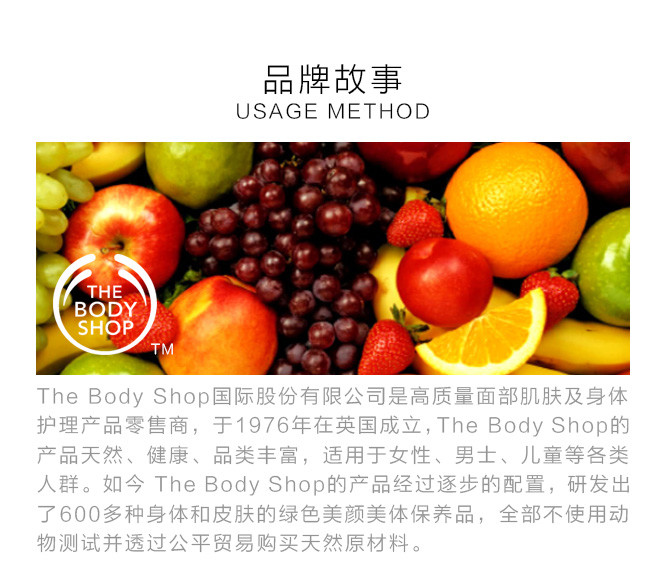 品牌故事
USAGE METHOD
THE
BODY
SHOP
TM
The Body Shop国际股份有限公司是高质量面部肌肤及身体
护理产品零售商，于1976年在英国成立，The Body Shop的
产品天然、健康、品类丰富，适用于女性、男士、儿童等各类
人群。如今 The Body Shop的产品经过逐步的配置，研发出
了600多种身体和皮肤的绿色美颜美体保养品，全部不使用动
物测试并透过公平贸易购买天然原材料。